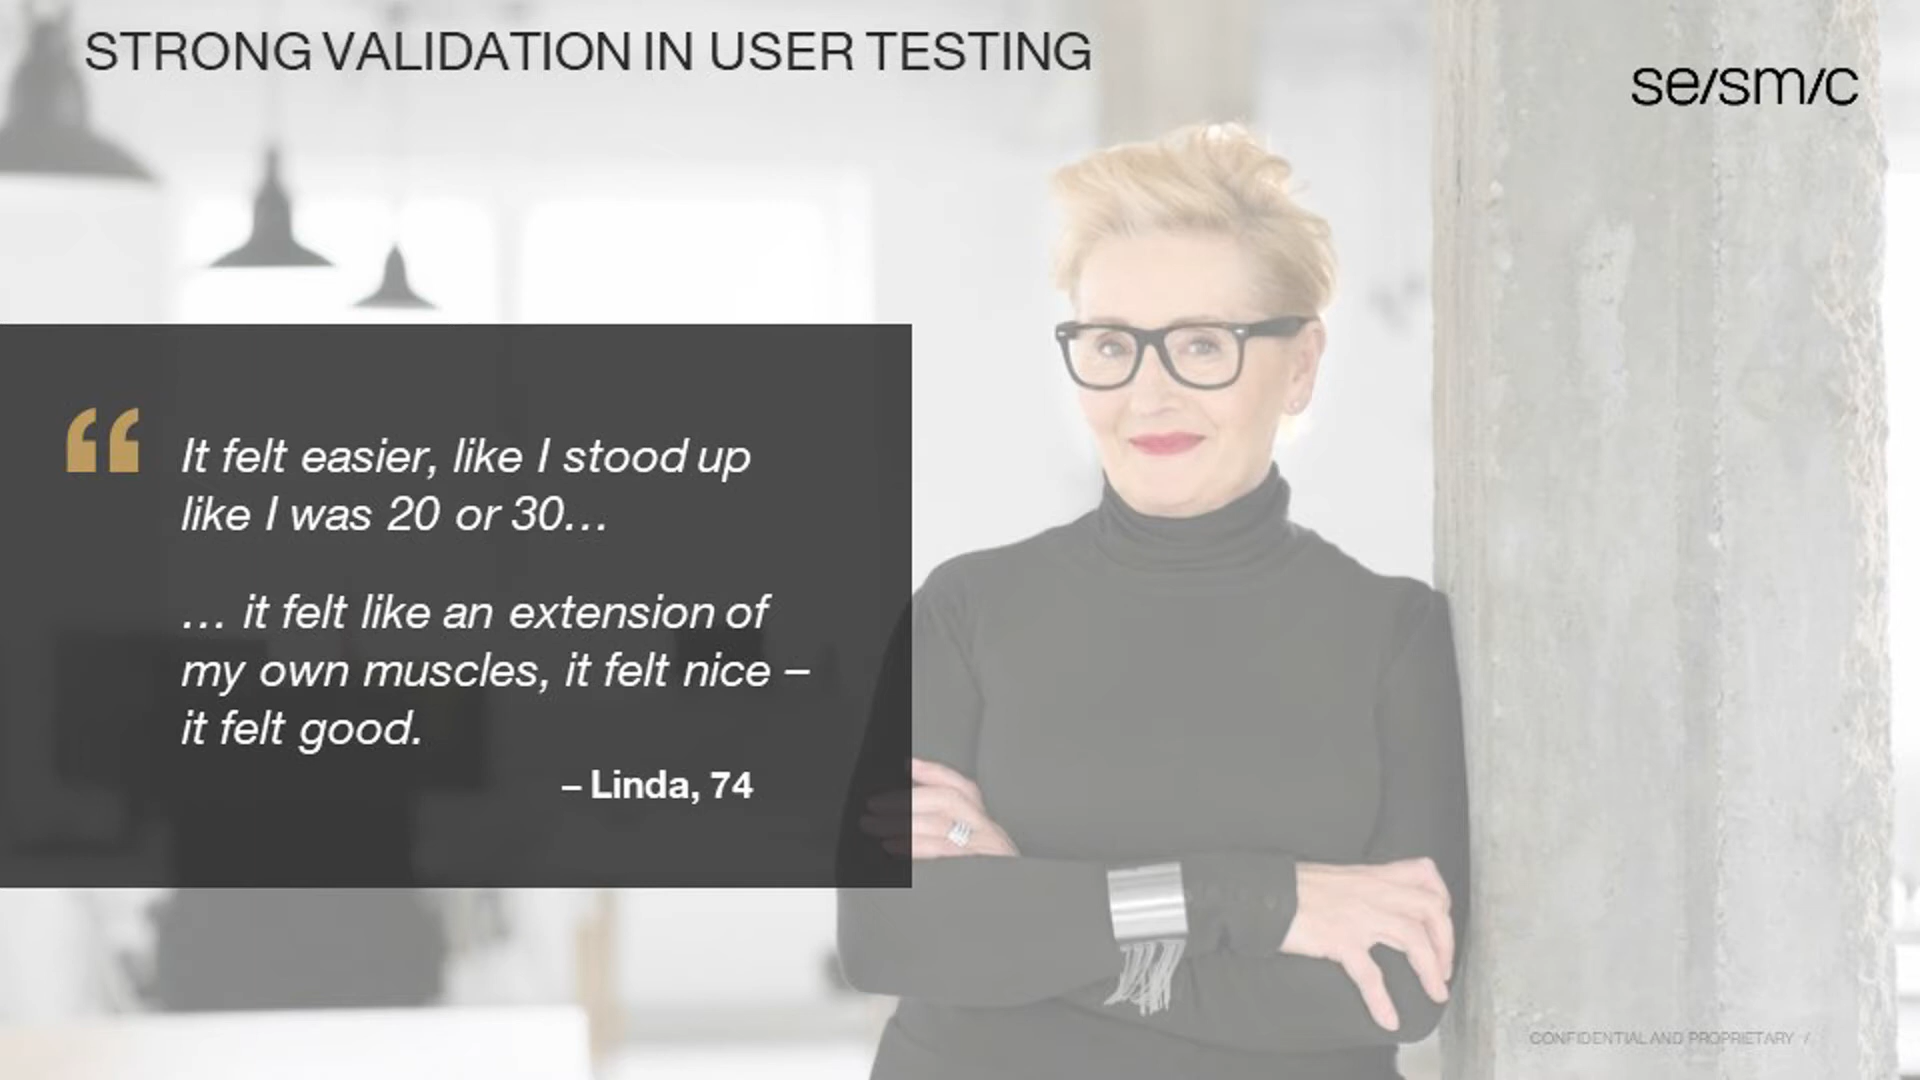 STRONG VALIDATION IN USER TESTING
se/sm/c
“ It felt easier, like I stood up
like I was 20 or 30…
… it felt like an extension of
my own muscles, it felt nice –
it felt good.
– Linda, 74
CONFIDENTIAL AND PROPRIETARY /